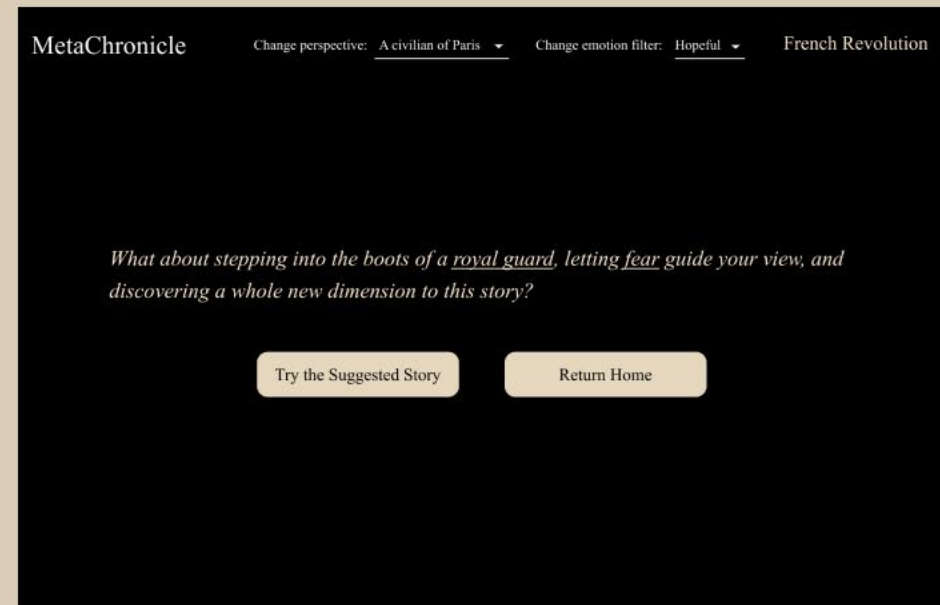 MetaChronicle
Change perspective: A civilian of Paris
Change emotion filter: Hopeful
French Revolution
What about stepping into the boots of a royal guard, letting fear guide your view, and
discovering a whole new dimension to this story?
Try the Suggested Story
Return Home